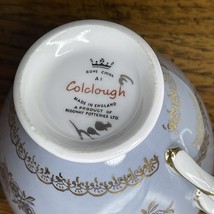 BONE CHINA
Colclough
MADE IN ENGLAND
A PRODUCT OF
RIDGWAY POTTERIES LTD.